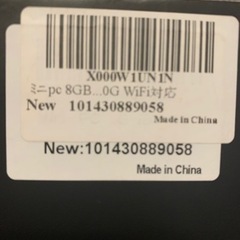 X000W1UN1N
ミニpc 8GB...0G WiFi対応
New 101430889058
Made in China
New:101430889058
Made in China